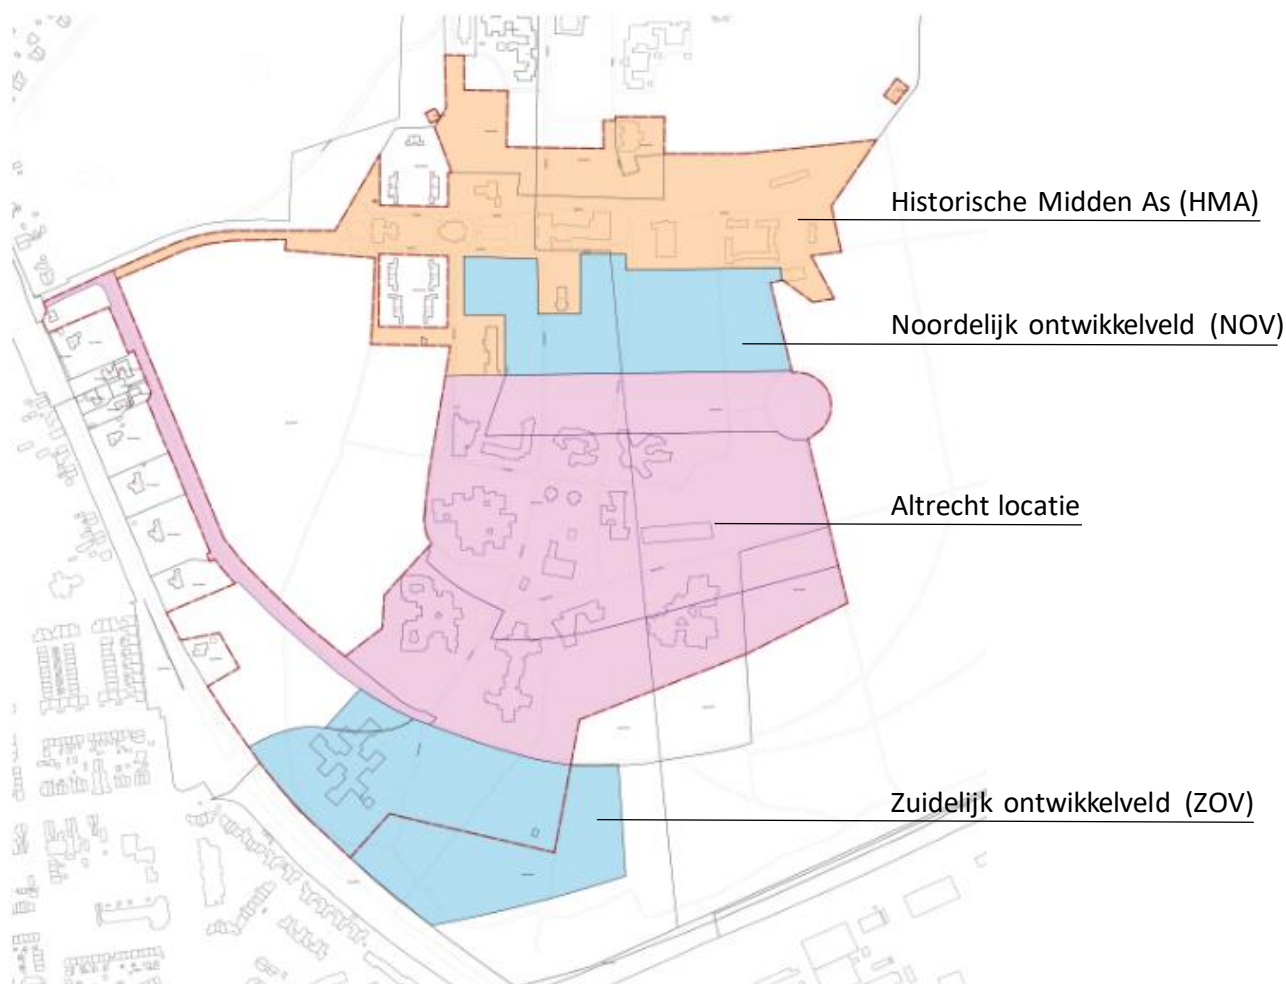 Historische Midden As (HMA)
Noordelijk ontwikkelveld (NOV)
Altrecht locatie
Zuidelijk ontwikkelveld (ZOV)